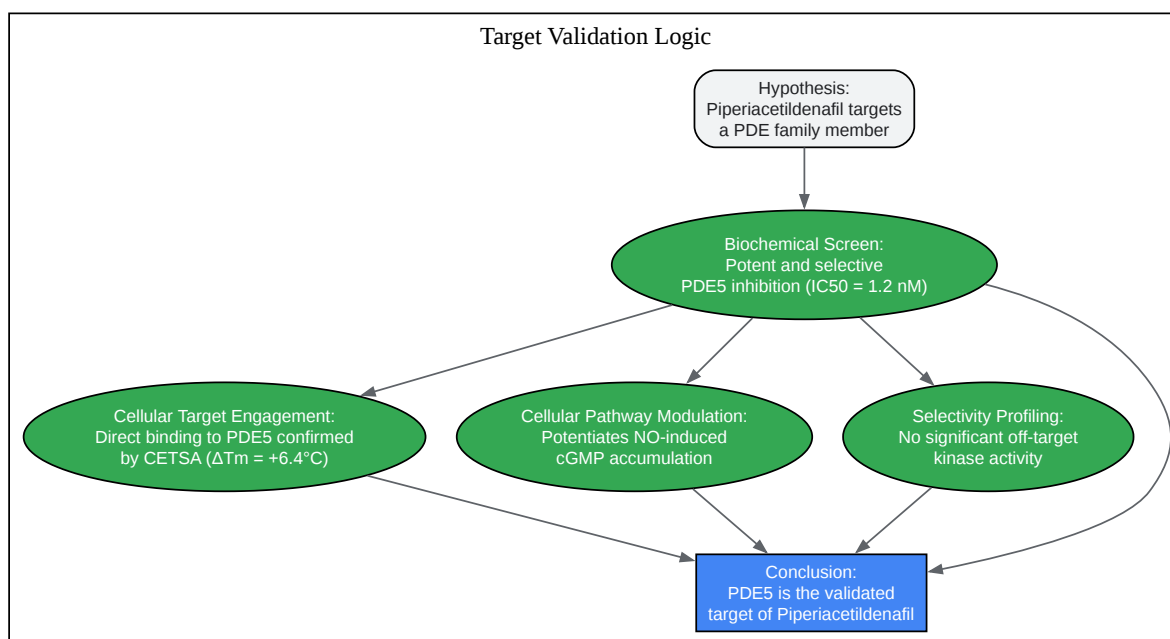 Target Validation Logic
Hypothesis:
Piperiacetildenafil targets
a PDE family member
Biochemical Screen:
Potent and selective
PDE5 inhibition (IC50 = 1.2 nM)
Cellular Target Engagement:
Direct binding to PDE5 confirmed
by CETSA (ΔTm = +6.4°C)
Cellular Pathway Modulation:
Potentiates NO-induced
cGMP accumulation
Selectivity Profiling:
No significant off-target
kinase activity
Conclusion:
PDE5 is the validated
target of Piperiacetildenafil